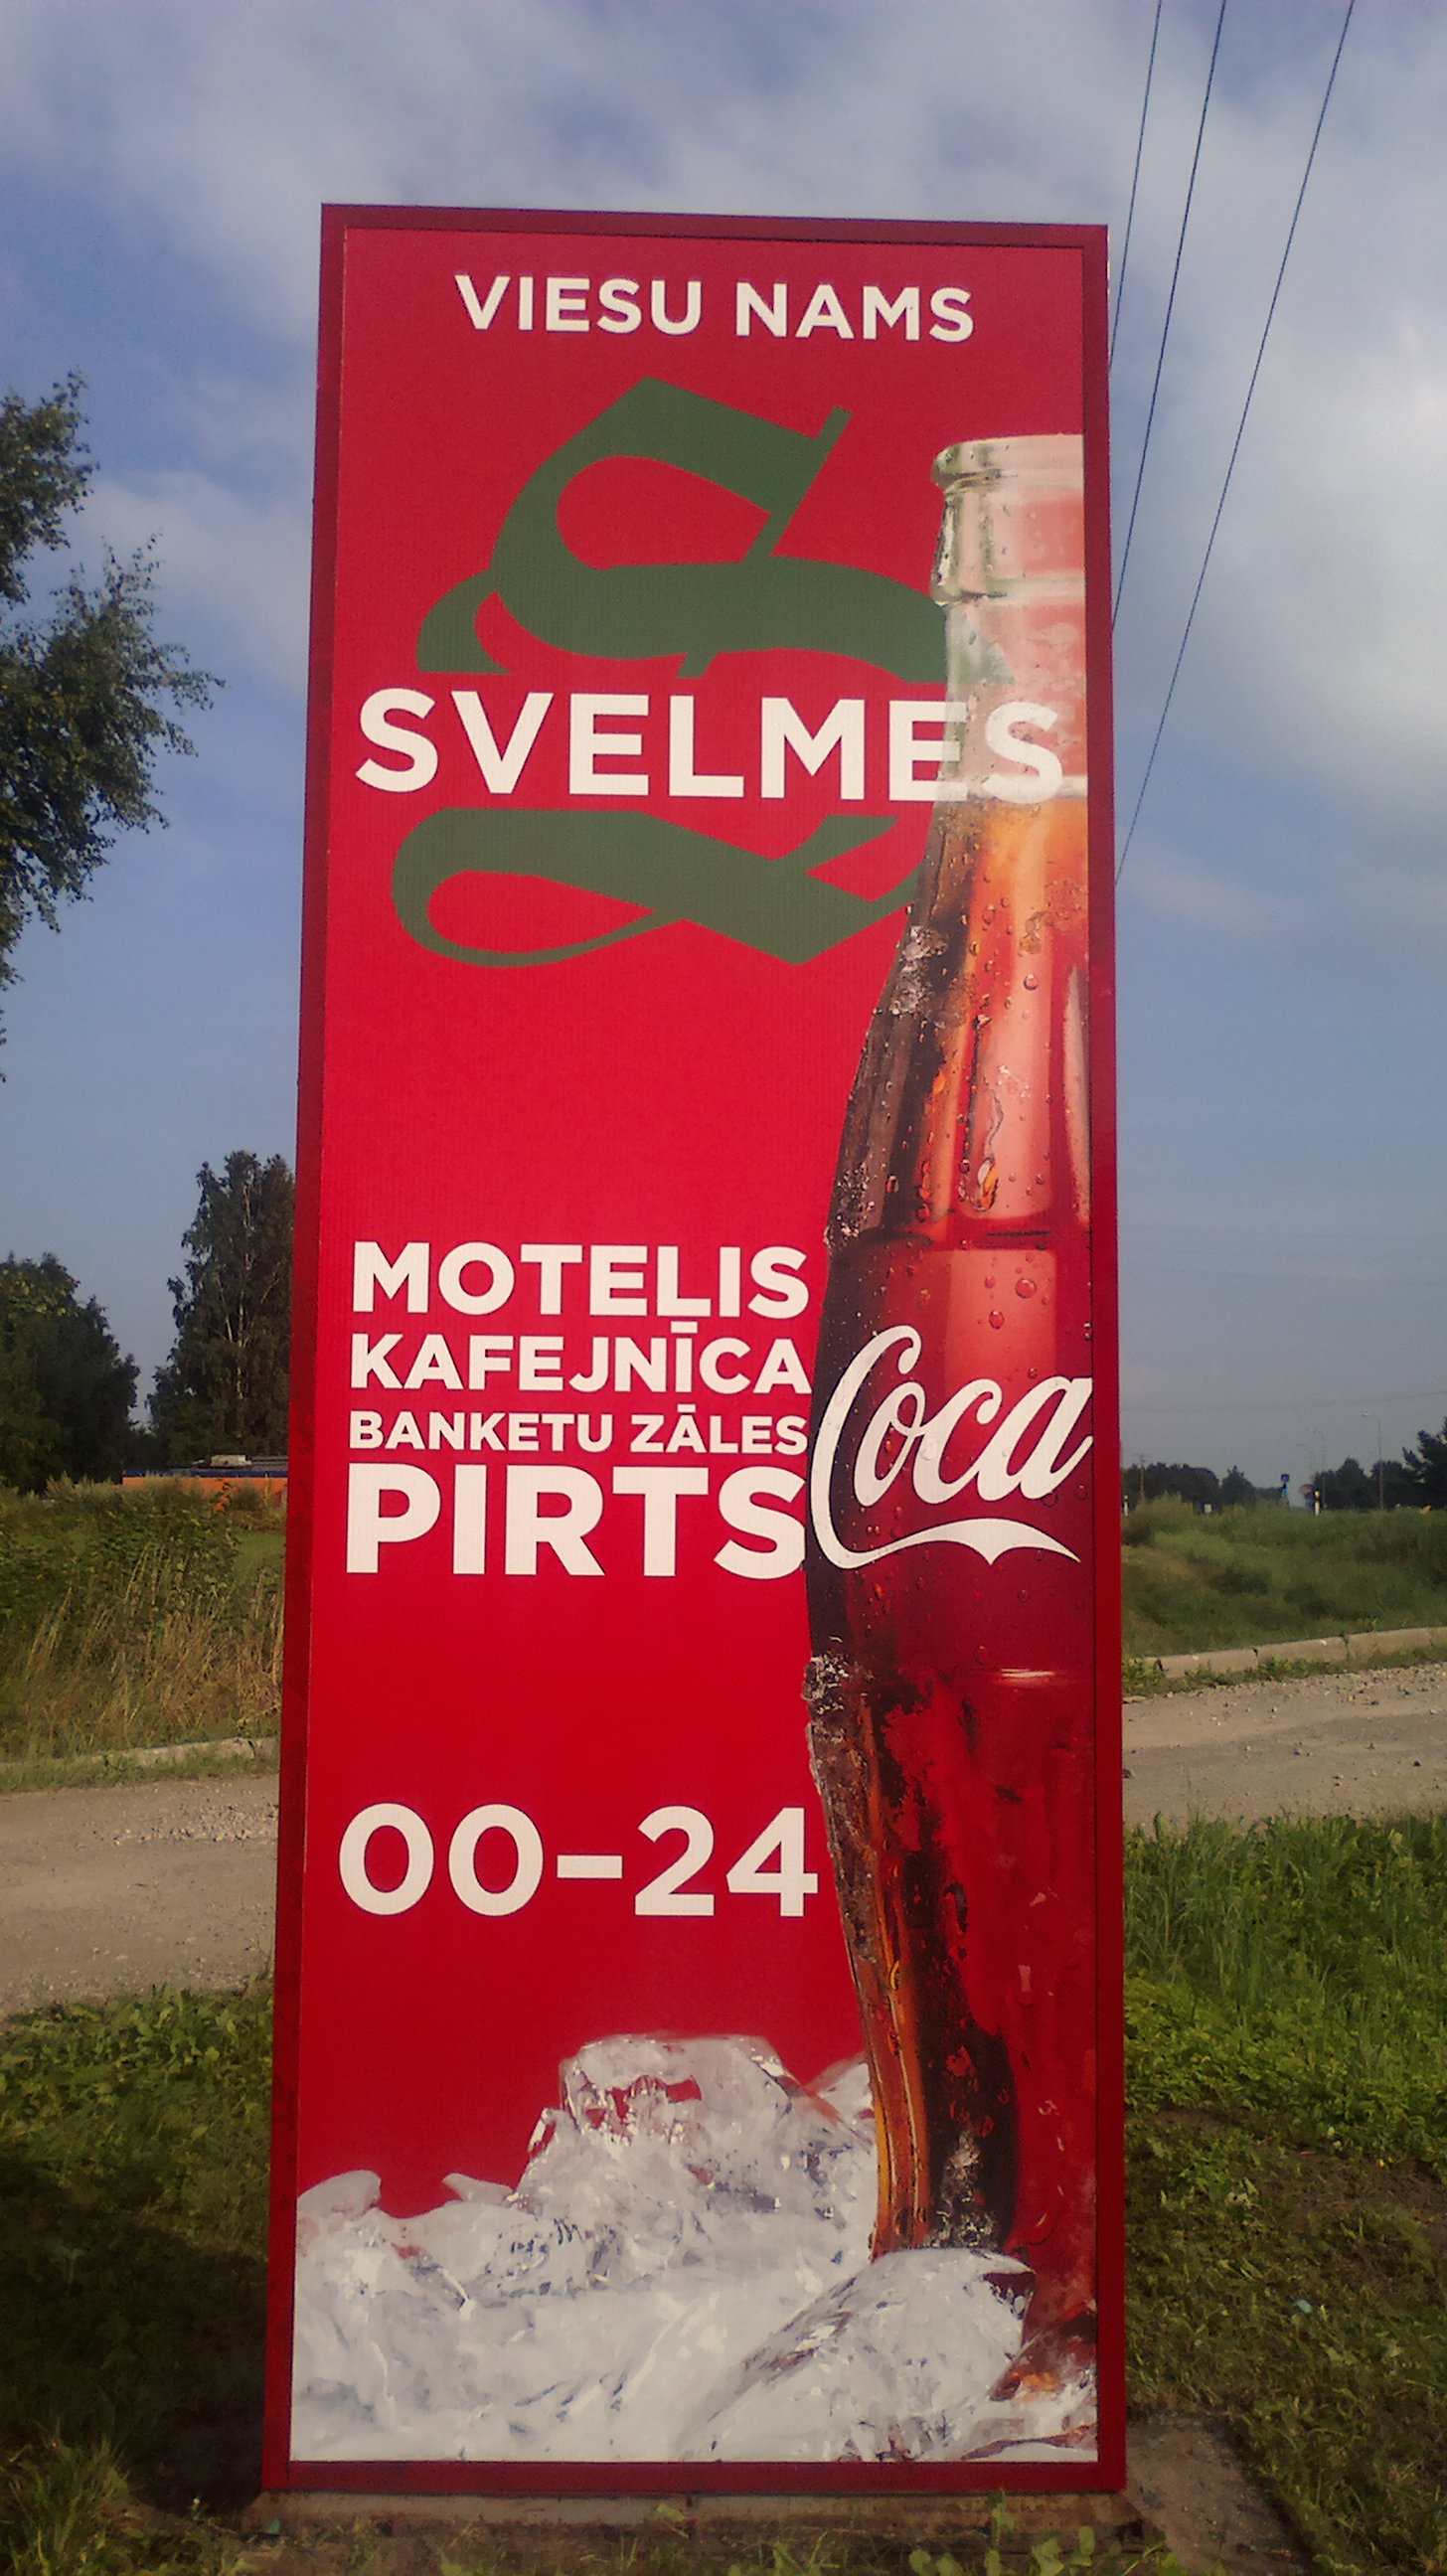 VIESU NAMS
SVELMES
MOTEĻIS
KAFEJNĪCA
BANKETU ZĀLES
PIRTS
Coca
00-24